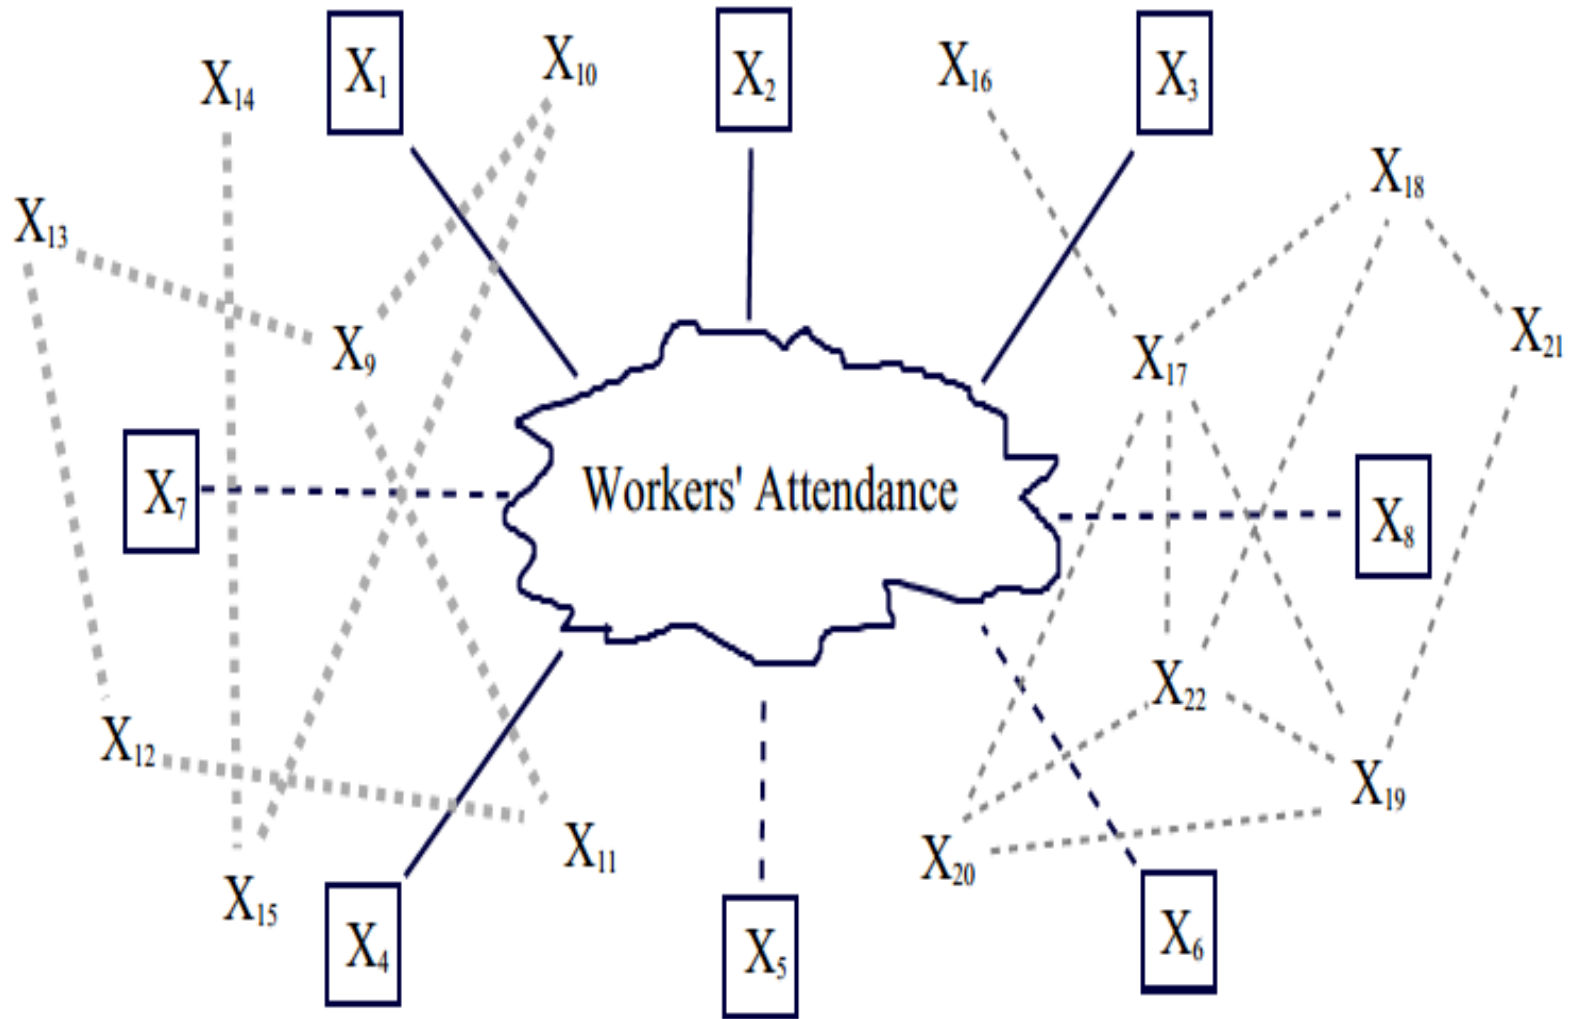 X₁
X₁₀
X₂
X₁₆
X₃
X₁₄
X₁₈
X₁₃
X₉
X₁₇
X₂₁
X₇
Workers' Attendance
X₈
X₂₂
X₁₂
X₁₉
X₁₁
X₂₀
X₁₅
X₄
X₅
X₆